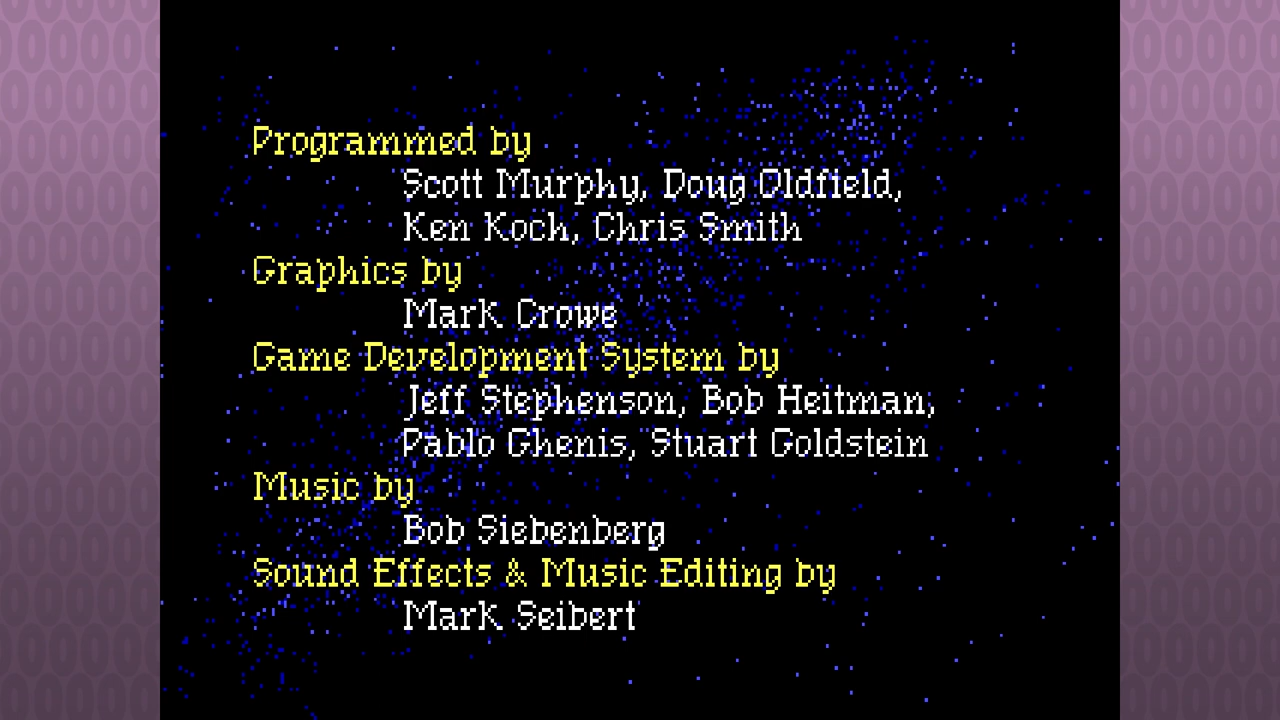 Programmed by
Scott Murphy, Doug Oldfield,
Ken Koch, Chris Smith
Graphics by
Mark Crowe
Game Development System by
Jeff Stephenson, Bob Heitman,
Pablo Ghenis, Stuart Goldstein
Music by
Bob Siebenberg
Sound Effects & Music Editing by
Mark Seibert